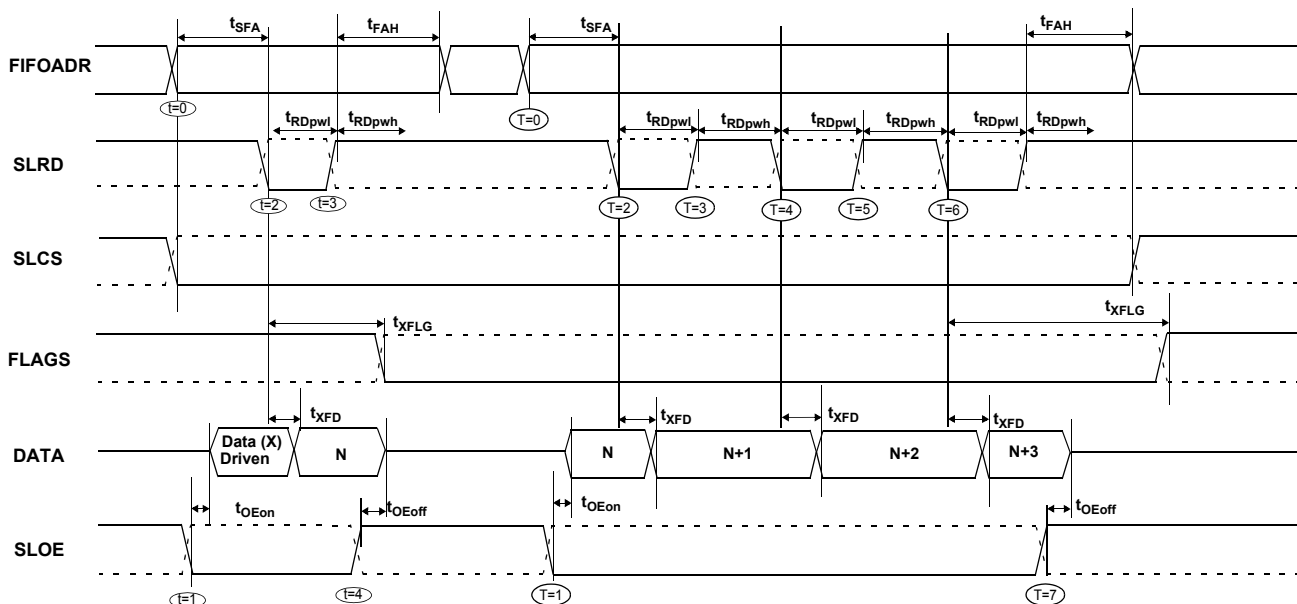 tSFA tFAH tSFA tFAH
FIFOADR
t=0 T=0
tRDpwl tRDpwh tRDpwl tRDpwh tRDpwl tRDpwh tRDpwl tRDpwh
SLRD
t=2 t=3 T=2 T=3 T=4 T=5 T=6
SLCS
tXFLG tXFLG
FLAGS
tXFD tXFD tXFD tXFD
DATA
Data (X)
Driven
N N N+1 N+2 N+3
tOEon tOEoff tOEon tOEoff
SLOE
t=1 t=4 T=1 T=7